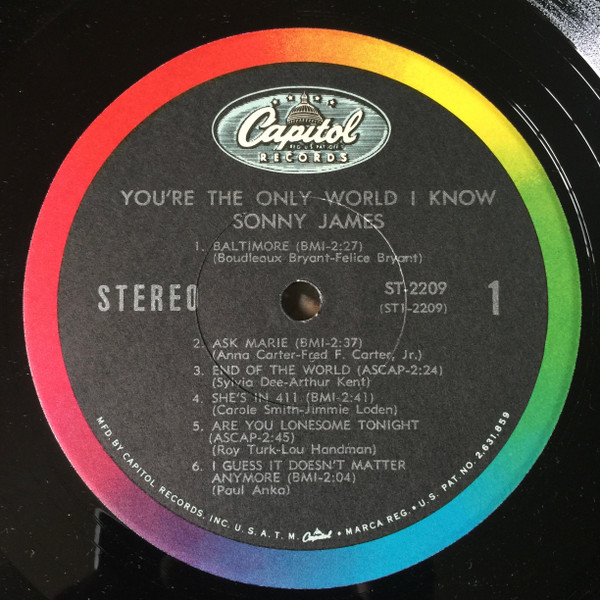 Capitol
REG. U.S. PAT. OFF.
RECORDS
YOU'RE THE ONLY WORLD I KNOW
SONNY JAMES
1. BALTIMORE (BMI-2:27)
(Boudleaux Bryant-Felice Bryant)
STEREO
ST-2209
(ST1-2209)
1
2. ASK MARIE (BMI-2:37)
(Anna Carter-Fred F. Carter, Jr.)
3. END OF THE WORLD (ASCAP-2:24)
(Sylvia Dee-Arthur Kent)
4. SHE'S IN 411 (BMI-2:41)
(Carole Smith-Jimmie Loden)
5. ARE YOU LONESOME TONIGHT
(ASCAP-2:45)
(Roy Turk-Lou Handman)
6. I GUESS IT DOESN'T MATTER
ANYMORE (BMI-2:04)
(Paul Anka)
MFD. BY CAPITOL RECORDS, INC. U.S.A. T.M. Capitol • MARCA REG. • U.S. PAT. NO. 2,631,859